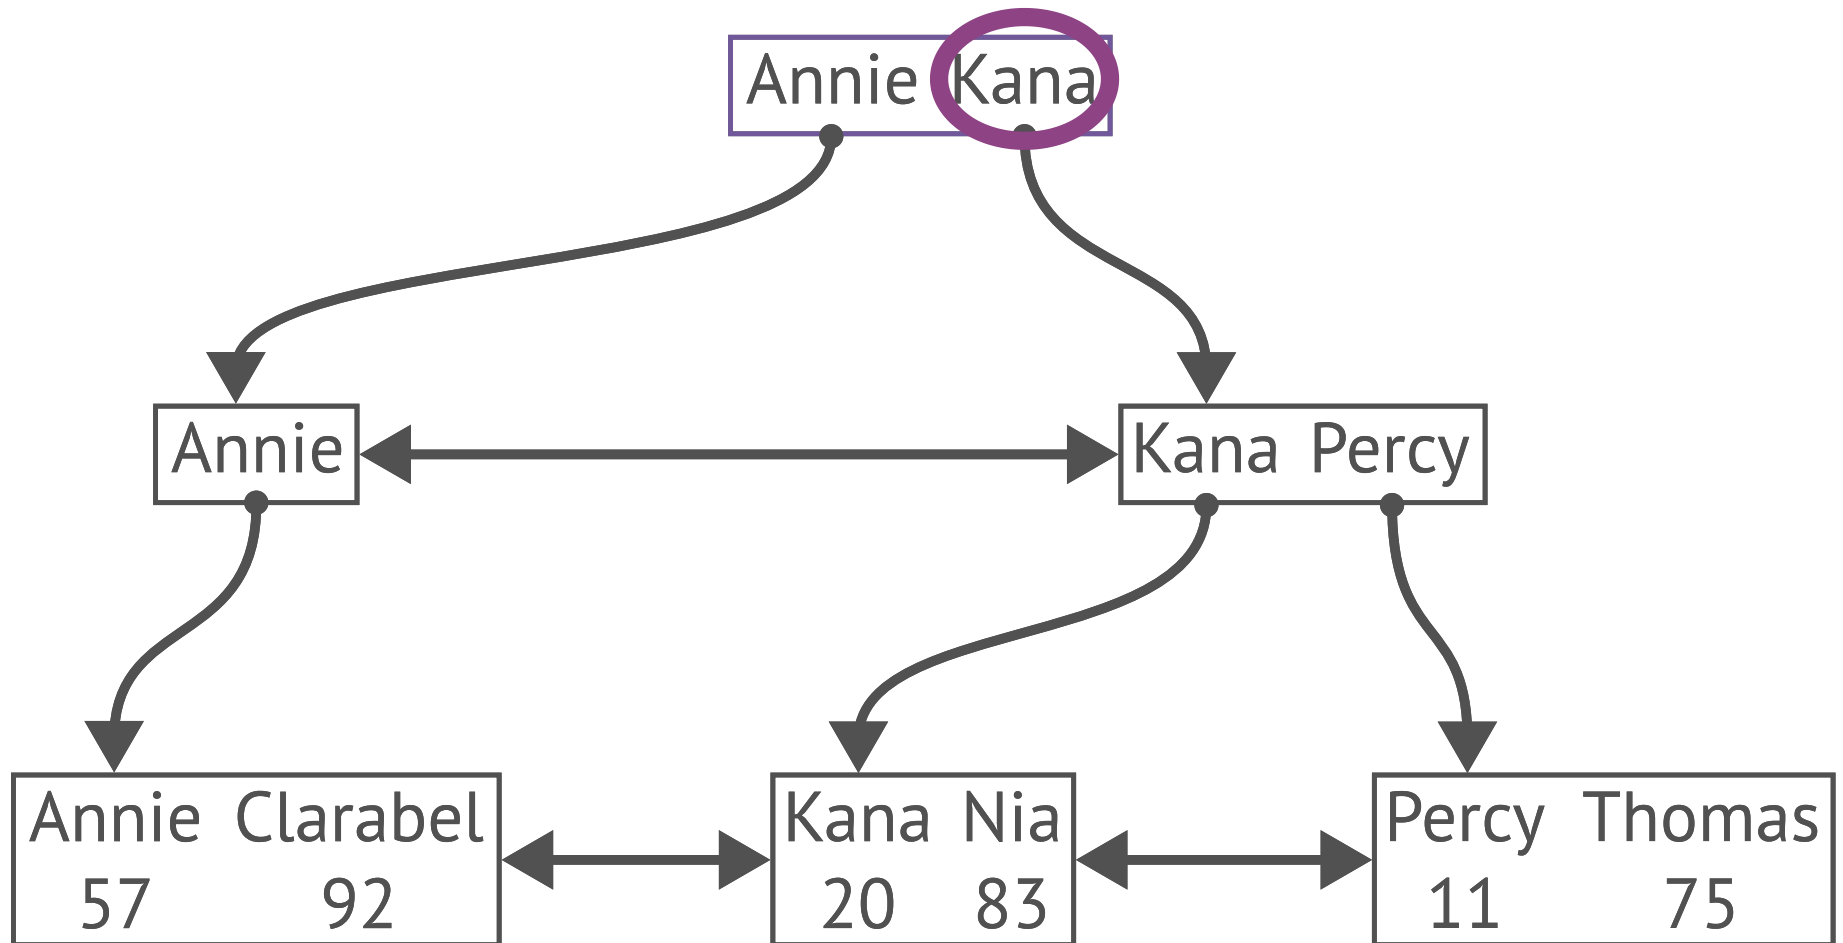 Annie Kana
Annie
Kana Percy
Annie Clarabel
57 92
Kana Nia
20 83
Percy Thomas
11 75